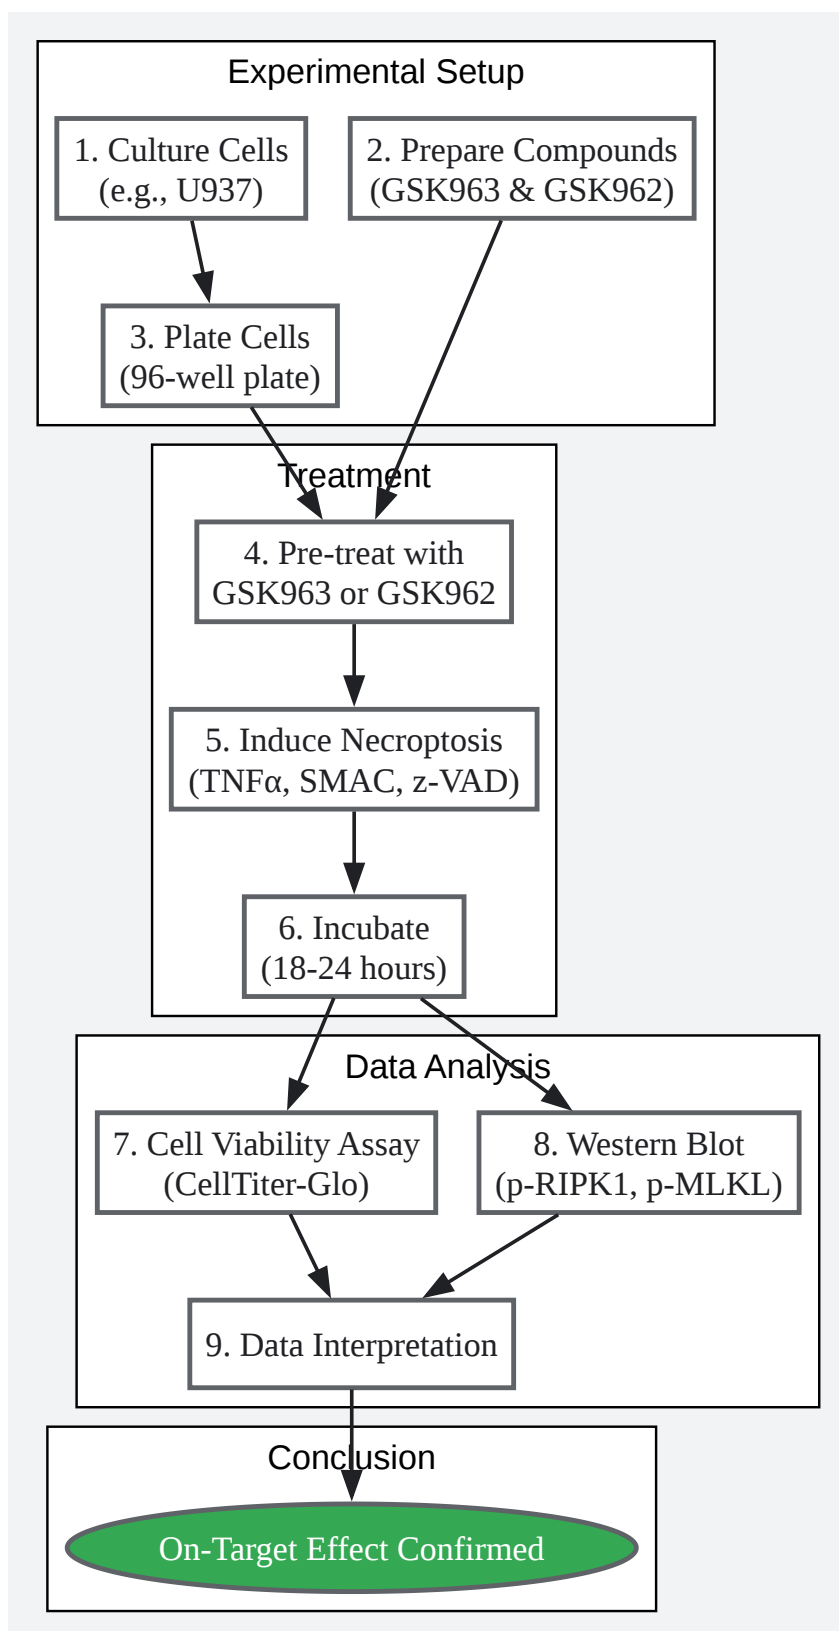 Experimental Setup
1. Culture Cells
(e.g., U937)
2. Prepare Compounds
(GSK963 & GSK962)
3. Plate Cells
(96-well plate)
Treatment
4. Pre-treat with
GSK963 or GSK962
5. Induce Necroptosis
(TNFα, SMAC, z-VAD)
6. Incubate
(18-24 hours)
Data Analysis
7. Cell Viability Assay
(CellTiter-Glo)
8. Western Blot
(p-RIPK1, p-MLKL)
9. Data Interpretation
Conclusion
On-Target Effect Confirmed